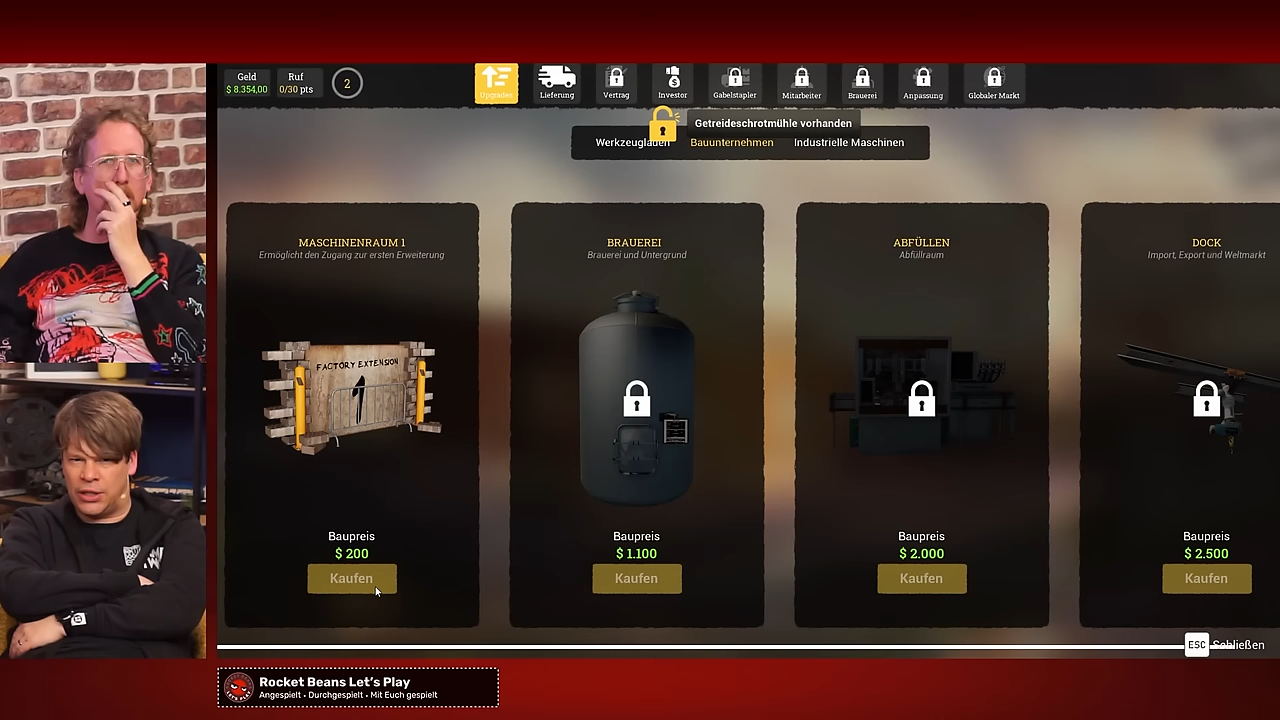 Geld
$ 8.354,00
Ruf
0/30 pts
2
Upgrades
Lieferung
Vertrag
Investor
Gabelstapler
Mitarbeiter
Brauerei
Anpassung
Globaler Markt
Getreideschrotmühle vorhanden
Werkzeugladen
Bauunternehmen
Industrielle Maschinen
MASCHINENRAUM 1
Ermöglicht den Zugang zur ersten Erweiterung
FACTORY EXTENSION
Baupreis
$ 200
Kaufen
BRAUEREI
Brauerei und Untergrund
Baupreis
$ 1.100
Kaufen
ABFÜLLEN
Abfüllraum
Baupreis
$ 2.000
Kaufen
DOCK
Import, Export und Weltmarkt
Baupreis
$ 2.500
Kaufen
ESC Schließen
Rocket Beans Let's Play
Angespielt • Durchgespielt • Mit Euch gespielt